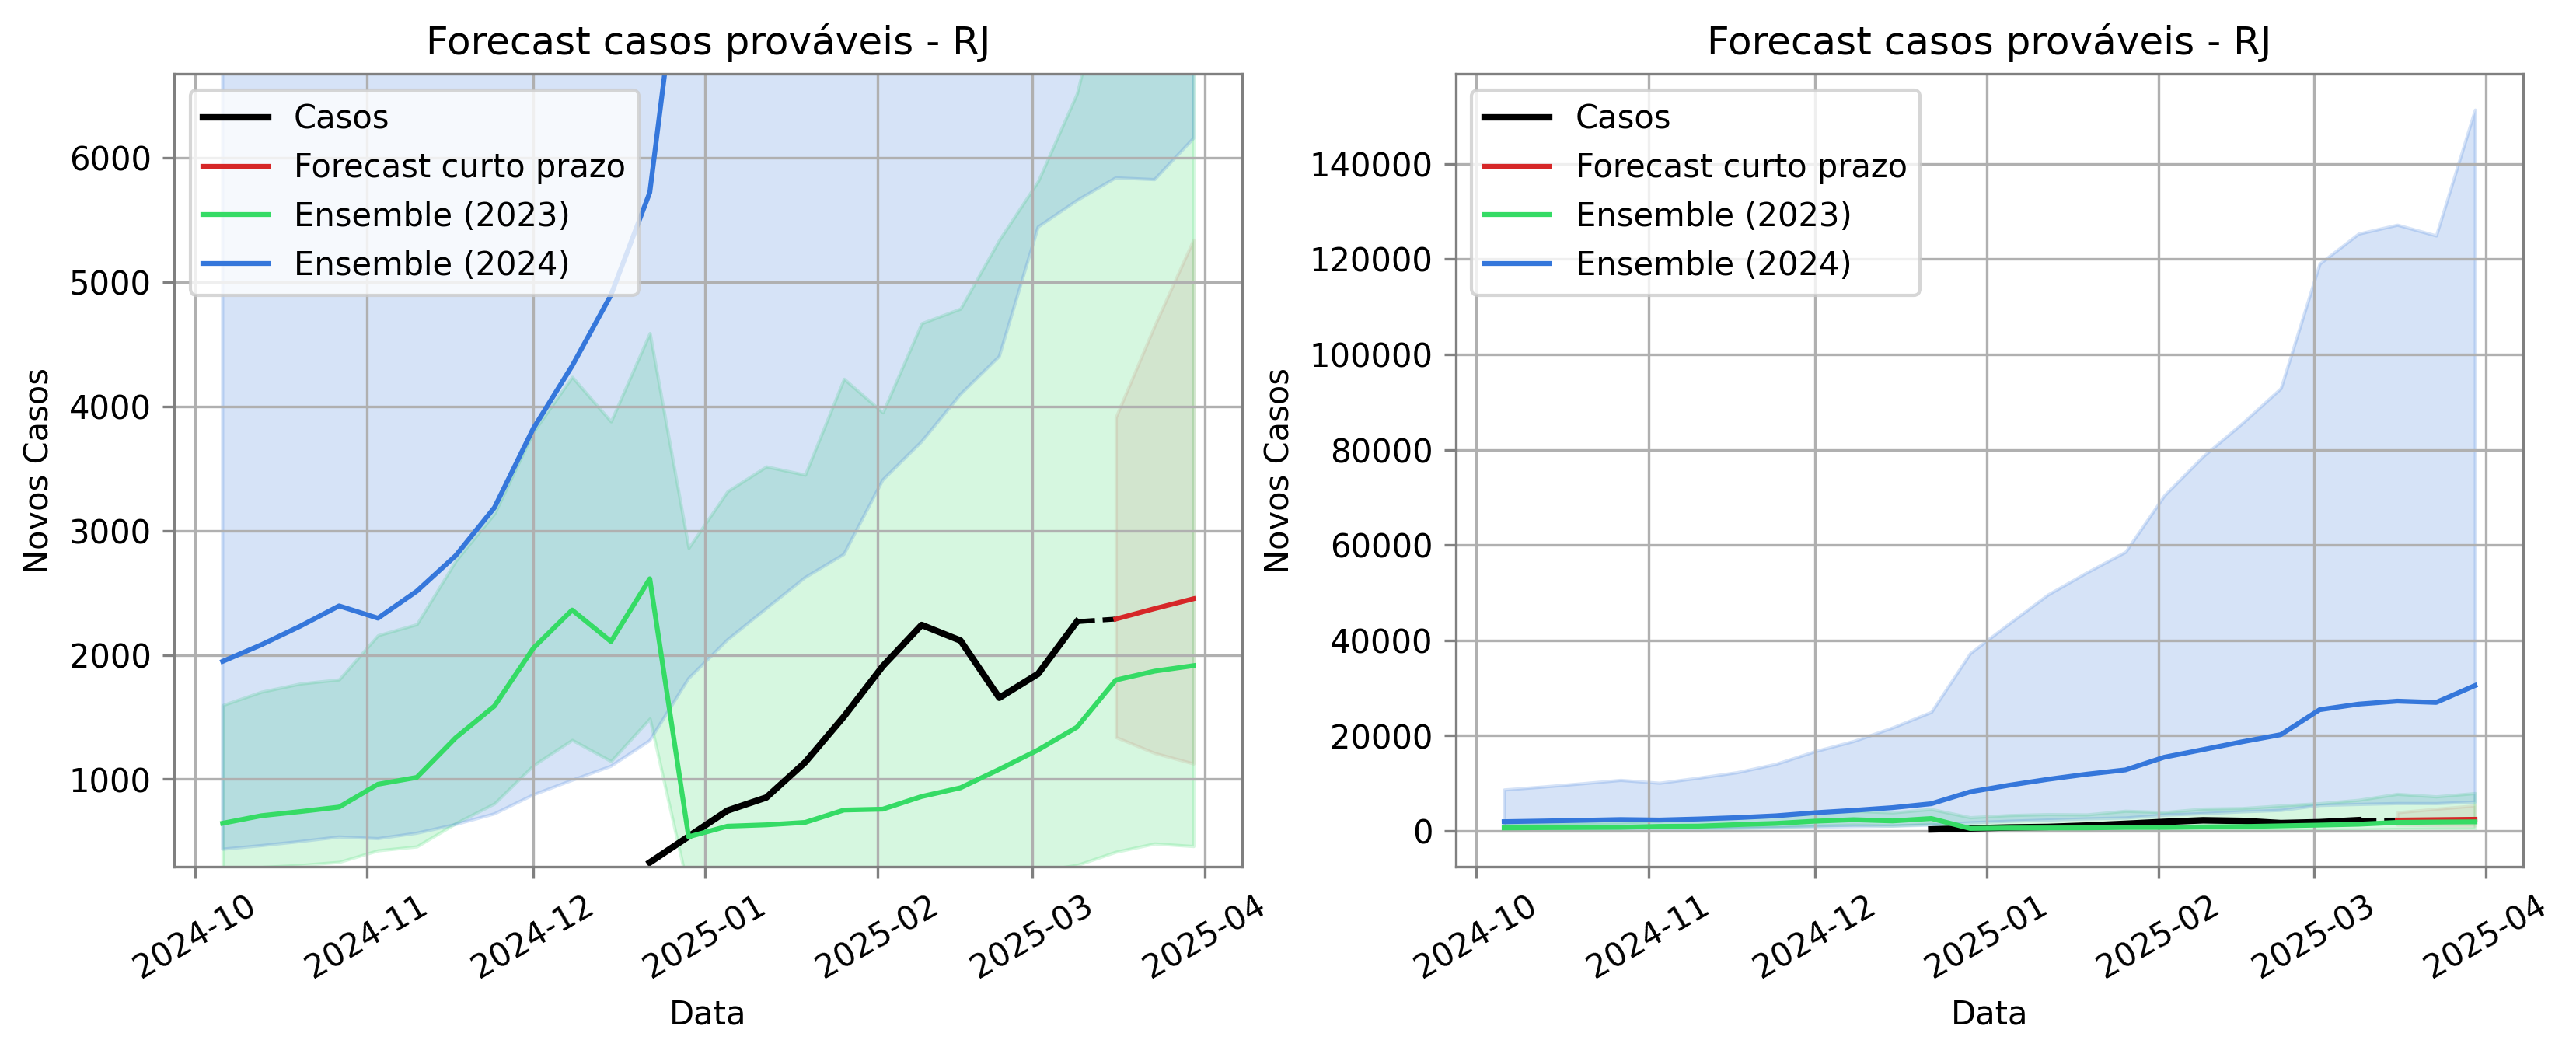 Forecast casos prováveis - RJ
Casos
Forecast curto prazo
Ensemble (2023)
Ensemble (2024)
6000
5000
4000
3000
2000
1000
Novos Casos
2024-10
2024-11
2024-12
2025-01
2025-02
2025-03
2025-04
Data
Forecast casos prováveis - RJ
Casos
Forecast curto prazo
Ensemble (2023)
Ensemble (2024)
140000
120000
100000
80000
60000
40000
20000
0
Novos Casos
2024-10
2024-11
2024-12
2025-01
2025-02
2025-03
2025-04
Data